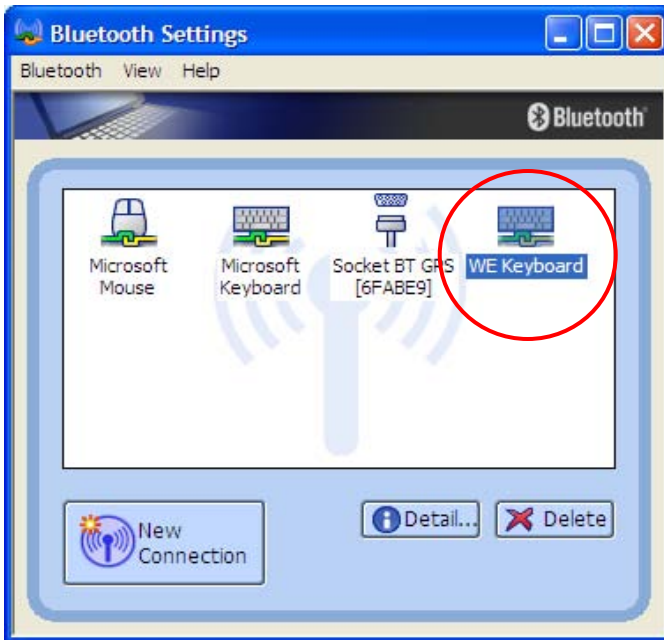 Bluetooth Settings
Bluetooth View Help
Bluetooth
Microsoft
Mouse
Microsoft
Keyboard
Socket BT GPS
[6FABE9]
WE Keyboard
New
Connection
Detail...
Delete